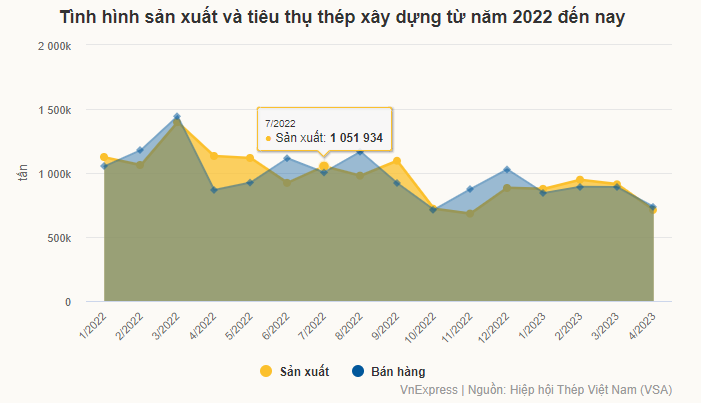 Tình hình sản xuất và tiêu thụ thép xây dựng từ năm 2022 đến nay
2 000k
1 500k
1 000k
500k
0
tấn
7/2022
Sản xuất: 1 051 934
1/2022
2/2022
3/2022
4/2022
5/2022
6/2022
7/2022
8/2022
9/2022
10/2022
11/2022
12/2022
1/2023
2/2023
3/2023
4/2023
Sản xuất
Bán hàng
VnExpress | Nguồn: Hiệp hội Thép Việt Nam (VSA)